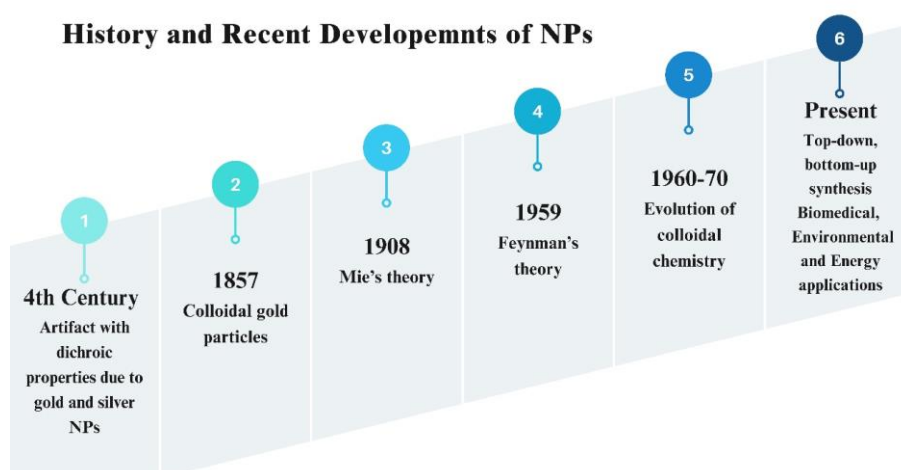 History and Recent Developemnts of NPs
1
4th Century
Artifact with
dichroic
properties due to
gold and silver
NPs
2
1857
Colloidal gold
particles
3
1908
Mie's theory
4
1959
Feynman's
theory
5
1960-70
Evolution of
colloidal
chemistry
6
Present
Top-down,
bottom-up
synthesis
Biomedical,
Environmental
and Energy
applications